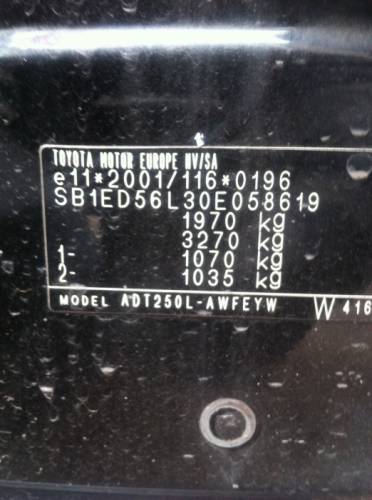 TOYOTA MOTOR EUROPE NV/SA
e11*2001/116*0196
SB1ED56L30E058619
1970 kg
3270 kg
1- 1070 kg
2- 1035 kg
MODEL ADT250L-AWFEYW W 416